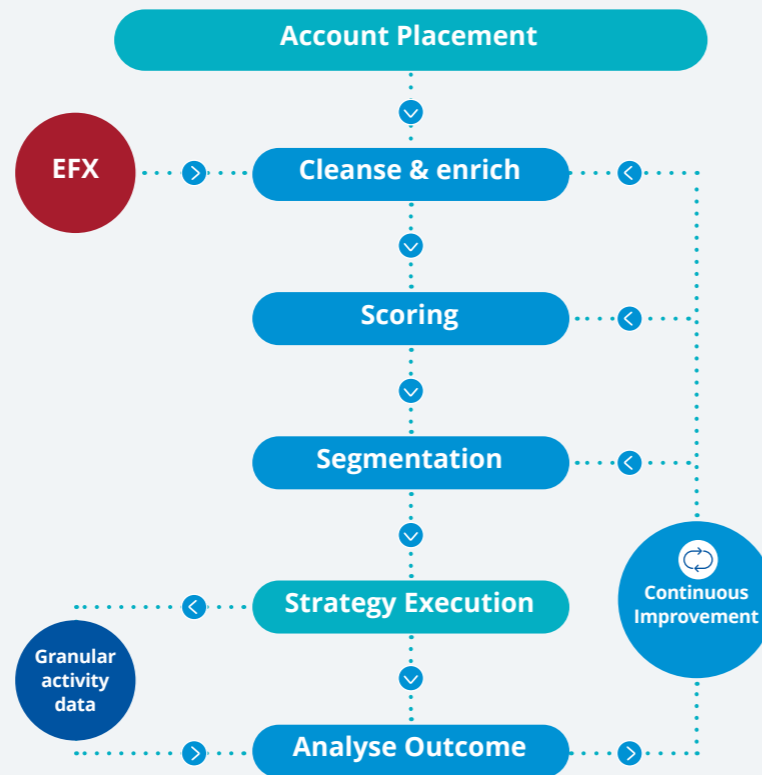 Account Placement
EFX
Cleanse & enrich
Scoring
Segmentation
Strategy Execution
Continuous
Improvement
Granular
activity
data
Analyse Outcome